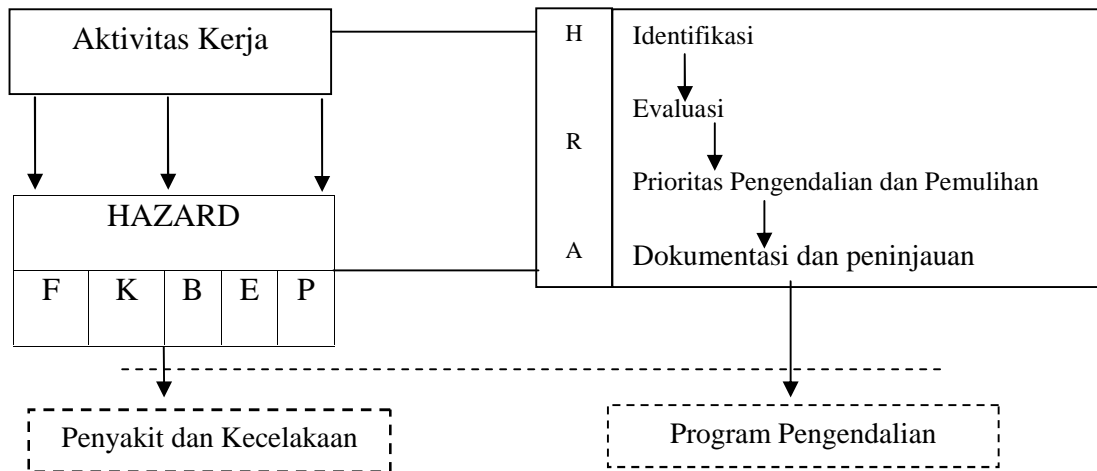 Aktivitas Kerja
HAZARD
F K B E P
Penyakit dan Kecelakaan
H
R
A
Identifikasi
Evaluasi
Prioritas Pengendalian dan Pemulihan
Dokumentasi dan peninjauan
Program Pengendalian